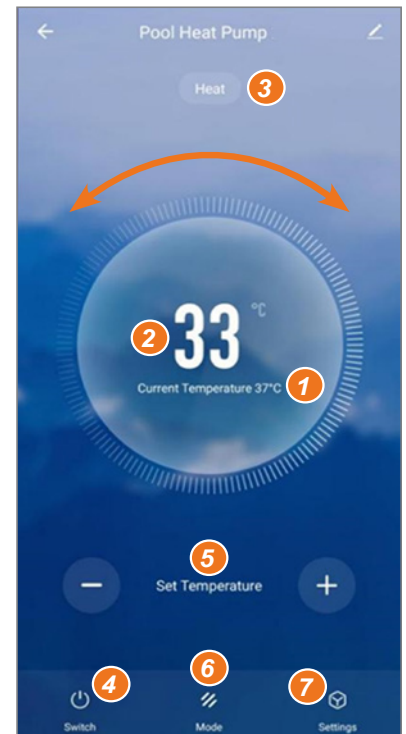 Pool Heat Pump
Heat 3
2 33 °C
Current Temperature 37°C 1
5
Set Temperature
4 6 7
Switch Mode Settings